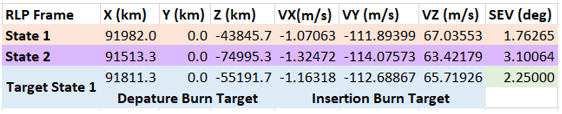 RLP Frame X (km) Y (km) Z (km) VX(m/s) VY (m/s) VZ (m/s) SEV (deg)
State 1 91982.0 0.0 -43845.7 -1.07063 -111.89399 67.03553 1.76265
State 2 91513.3 0.0 -74995.3 -1.32472 -114.07573 63.42179 3.10064
Target State 1 91811.3 0.0 -55191.7 -1.16318 -112.68867 65.71926 2.25000
Depature Burn Target Insertion Burn Target